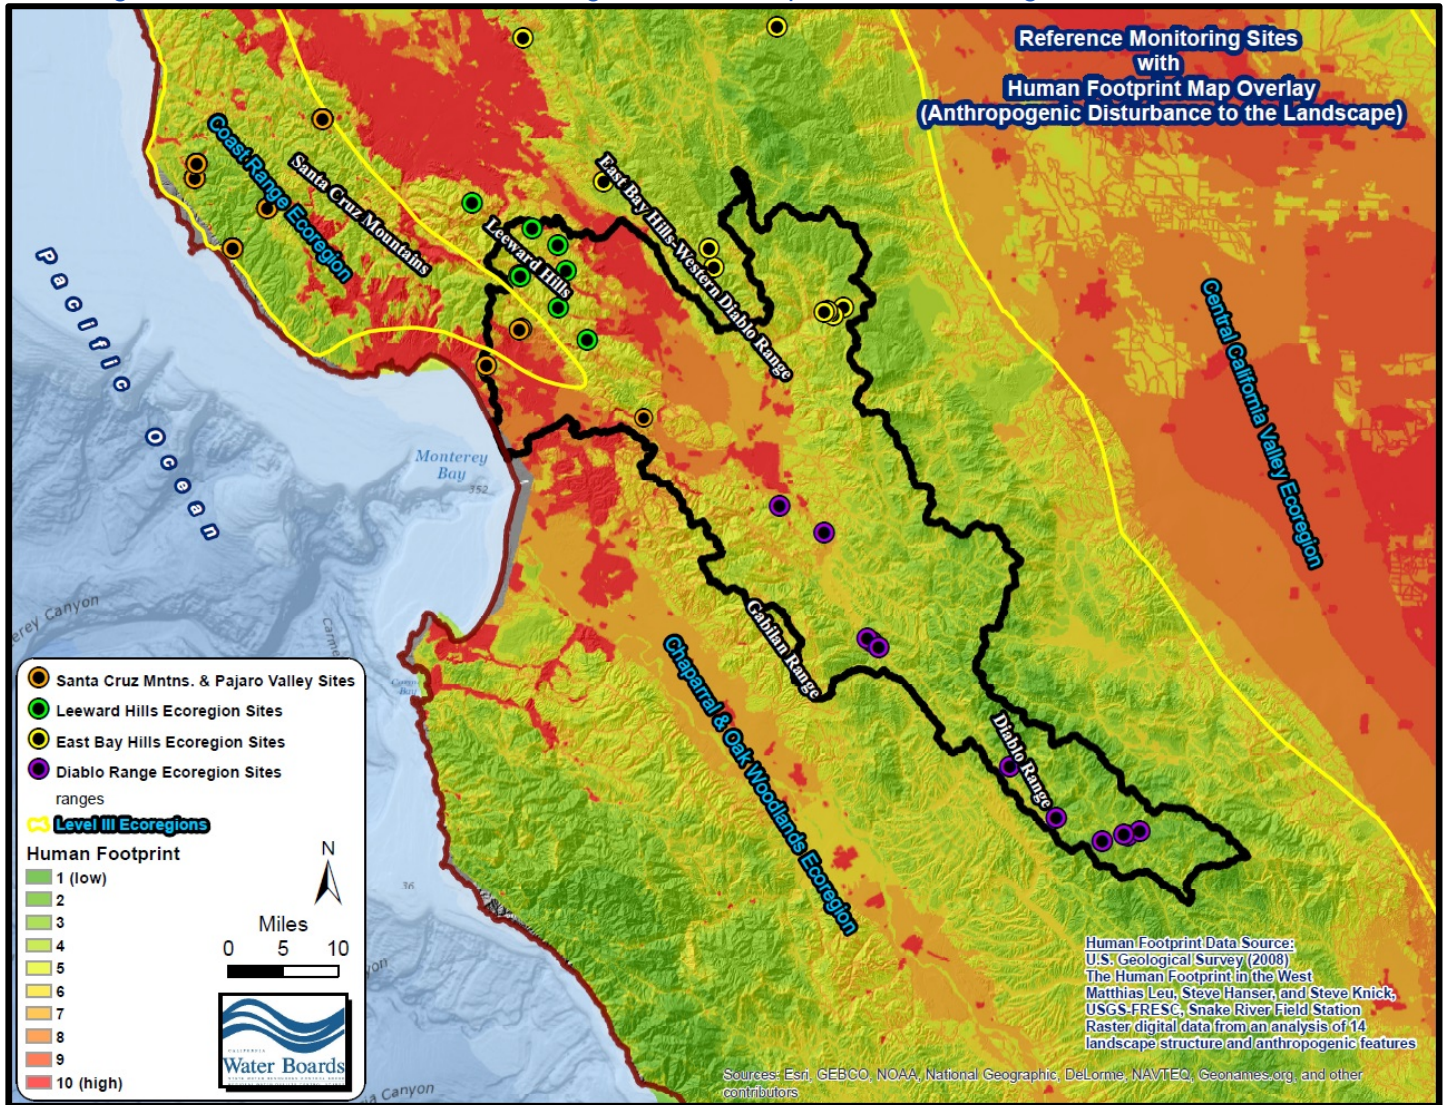 Reference Monitoring Sites
with
Human Footprint Map Overlay
(Anthropogenic Disturbance to the Landscape)
Coast Range Ecoregion
Santa Cruz Mountains
Leeward Hills
East Bay Hills-Western Diablo Range
Central California Valley Ecoregion
Pacific Ocean
Monterey
Bay
352
Gabilan Range
Chaparral & Oak Woodlands Ecoregion
Diablo Range
erey Canyon
Carme
Bay
Santa Cruz Mntns. & Pajaro Valley Sites
Leeward Hills Ecoregion Sites
East Bay Hills Ecoregion Sites
Diablo Range Ecoregion Sites
ranges
Level III Ecoregions
Human Footprint
1 (low)
2
3
4
5
6
7
8
9
10 (high)
N
Miles
0 5 10
CALIFORNIA
Water Boards
36
yon
ia Canyon
Human Footprint Data Source:
U.S. Geological Survey (2008)
The Human Footprint in the West
Matthias Leu, Steve Hanser, and Steve Knick,
USGS-FRESC, Snake River Field Station
Raster digital data from an analysis of 14
landscape structure and anthropogenic features
Sources: Esri, GEBCO, NOAA, National Geographic, DeLorme, NAVTEQ, Geonames.org, and other
contributors